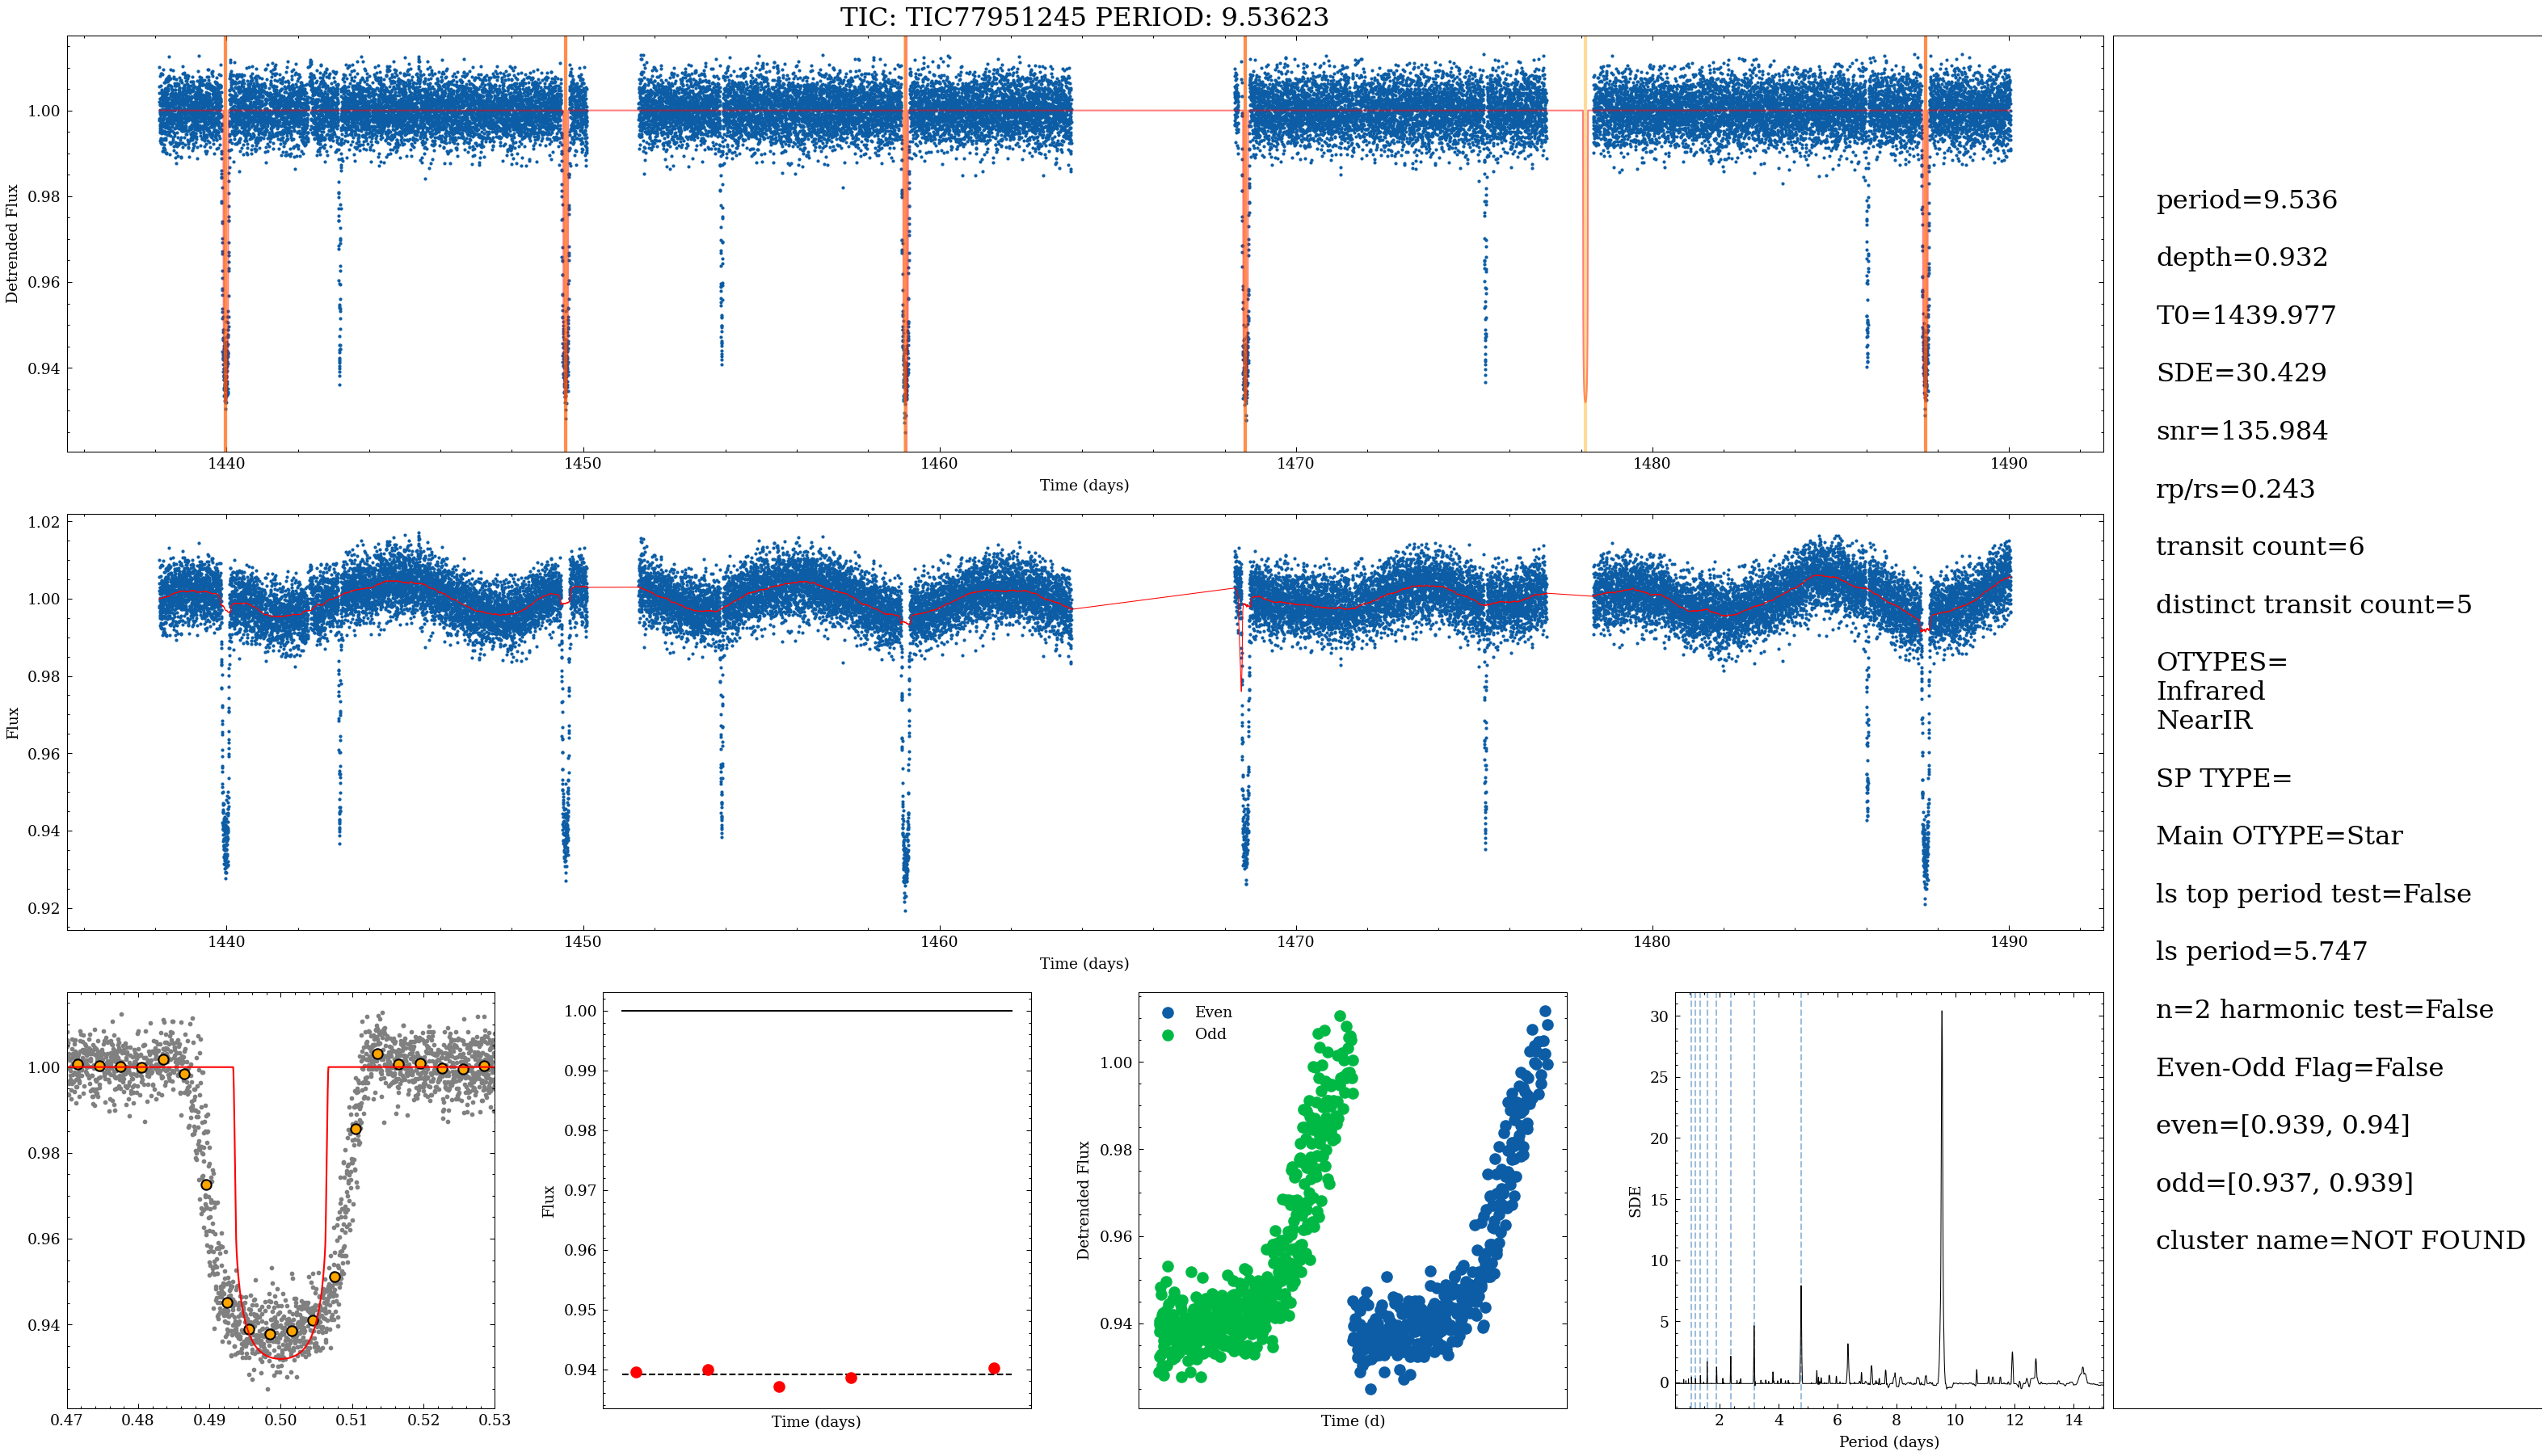 TIC: TIC77951245 PERIOD: 9.53623
Detrended Flux
1.00
0.98
0.96
0.94
1440
1450
1460
1470
1480
1490
Time (days)
Flux
1.02
1.00
0.98
0.96
0.94
0.92
1440
1450
1460
1470
1480
1490
Time (days)
1.00
0.98
0.96
0.94
0.47
0.48
0.49
0.50
0.51
0.52
0.53
Flux
1.00
0.99
0.98
0.97
0.96
0.95
0.94
Time (days)
Detrended Flux
Even
Odd
1.00
0.98
0.96
0.94
Time (d)
SDE
30
25
20
15
10
5
0
2
4
6
8
10
12
14
Period (days)
period=9.536
depth=0.932
T0=1439.977
SDE=30.429
snr=135.984
rp/rs=0.243
transit count=6
distinct transit count=5
OTYPES=
Infrared
NearIR
SP TYPE=
Main OTYPE=Star
ls top period test=False
ls period=5.747
n=2 harmonic test=False
Even-Odd Flag=False
even=[0.939, 0.94]
odd=[0.937, 0.939]
cluster name=NOT FOUND